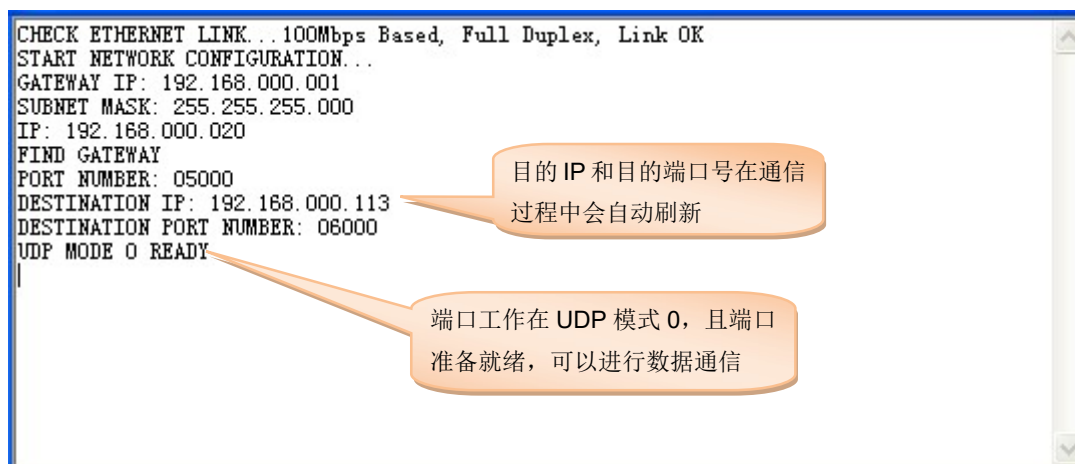 CHECK ETHERNET LINK...100Mbps Based, Full Duplex, Link OK
START NETWORK CONFIGURATION...
GATEWAY IP: 192.168.000.001
SUBNET MASK: 255.255.255.000
IP: 192.168.000.020
FIND GATEWAY
PORT NUMBER: 05000
DESTINATION IP: 192.168.000.113
DESTINATION PORT NUMBER: 06000
UDP MODE 0 READY
目的 IP 和目的端口号在通信
过程中会自动刷新
端口工作在 UDP 模式 0，且端口
准备就绪，可以进行数据通信